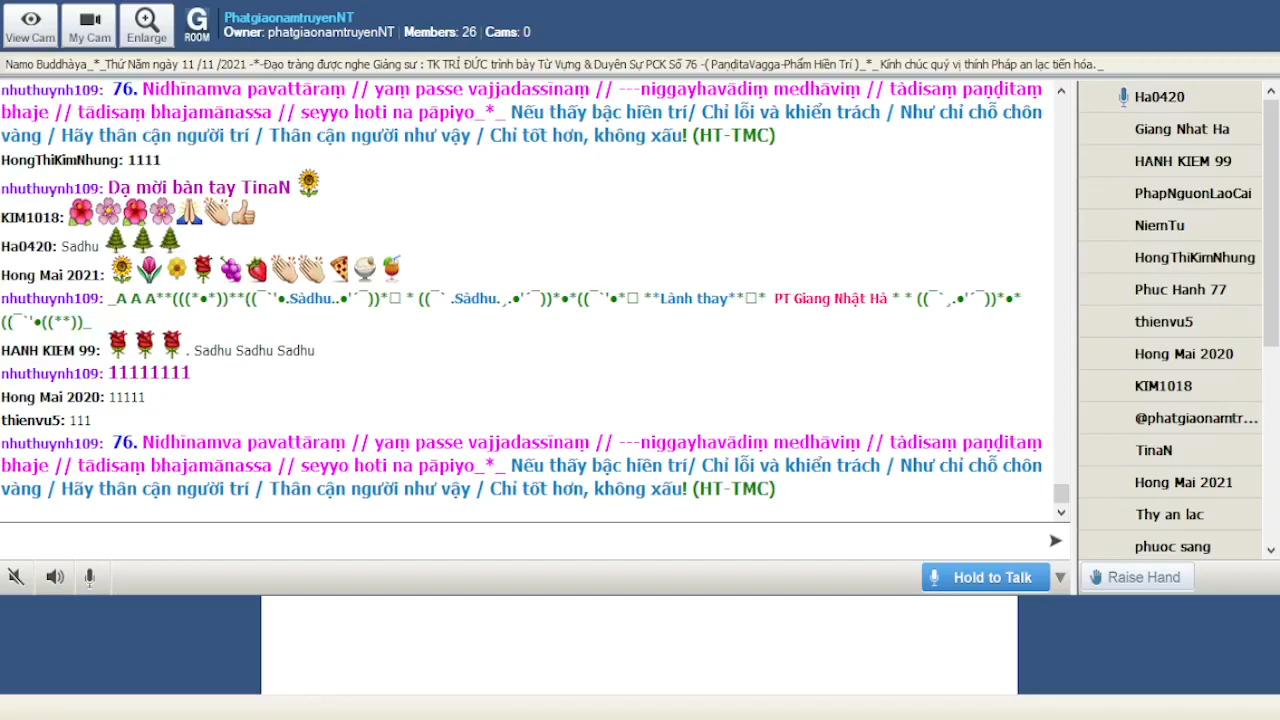 View Cam
My Cam
Enlarge
G
ROOM
PhatgiaonamtruyenNT
Owner: phatgiaonamtruyenNT | Members: 26 | Cams: 0
Namo Buddhàya_*_Thứ Năm ngày 11 /11 /2021 -*-Đạo tràng được nghe Giảng sư : TK TRÍ ĐỨC trình bày Từ Vựng & Duyên Sự PCK Số 76 -( PaṇḍitaVagga-Phẩm Hiền Trí )_*_Kính chúc quý vị thính Pháp an lạc tiến hóa._
nhuthuynh109: 76. Nidhīnamva pavattāraṃ // yaṃ passe vajjadassīnaṃ // ---niggayhavādiṃ medhāviṃ // tàdisaṃ paṇḍitaṃ
bhaje // tādisaṃ bhajamānassa // seyyo hoti na pāpiyo_*_ Nếu thấy bậc hiền trí/ Chỉ lỗi và khiển trách / Như chỉ chỗ chôn
vàng / Hãy thân cận người trí / Thân cận người như vậy / Chỉ tốt hơn, không xấu! (HT-TMC)
HongThiKimNhung: 1111
nhuthuynh109: Dạ mời bàn tay TinaN
KIM1018:
Ha0420: Sadhu
Hong Mai 2021:
nhuthuynh109: _A A A**(((*•*))**((¯`'•.Sàdhu..•'´¯))*□ * ((¯` .Sàdhu.¸.•'´¯))*•*((¯`'•*□ **Lành thay**□* PT Giang Nhật Hà * * ((¯`¸.•'´¯))*•*
((¯`'•((**))_
HANH KIEM 99: . Sadhu Sadhu Sadhu
nhuthuynh109: 11111111
Hong Mai 2020: 11111
thienvu5: 111
nhuthuynh109: 76. Nidhīnamva pavattāraṃ // yaṃ passe vajjadassīnaṃ // ---niggayhavādiṃ medhāviṃ // tàdisaṃ paṇḍitaṃ
bhaje // tādisaṃ bhajamānassa // seyyo hoti na pāpiyo_*_ Nếu thấy bậc hiền trí/ Chỉ lỗi và khiển trách / Như chỉ chỗ chôn
vàng / Hãy thân cận người trí / Thân cận người như vậy / Chỉ tốt hơn, không xấu! (HT-TMC)
Hold to Talk
Ha0420
Giang Nhat Ha
HANH KIEM 99
PhapNguonLaoCai
NiemTu
HongThiKimNhung
Phuc Hanh 77
thienvu5
Hong Mai 2020
KIM1018
@phatgiaonamtr...
TinaN
Hong Mai 2021
Thy an lac
phuoc sang
Raise Hand